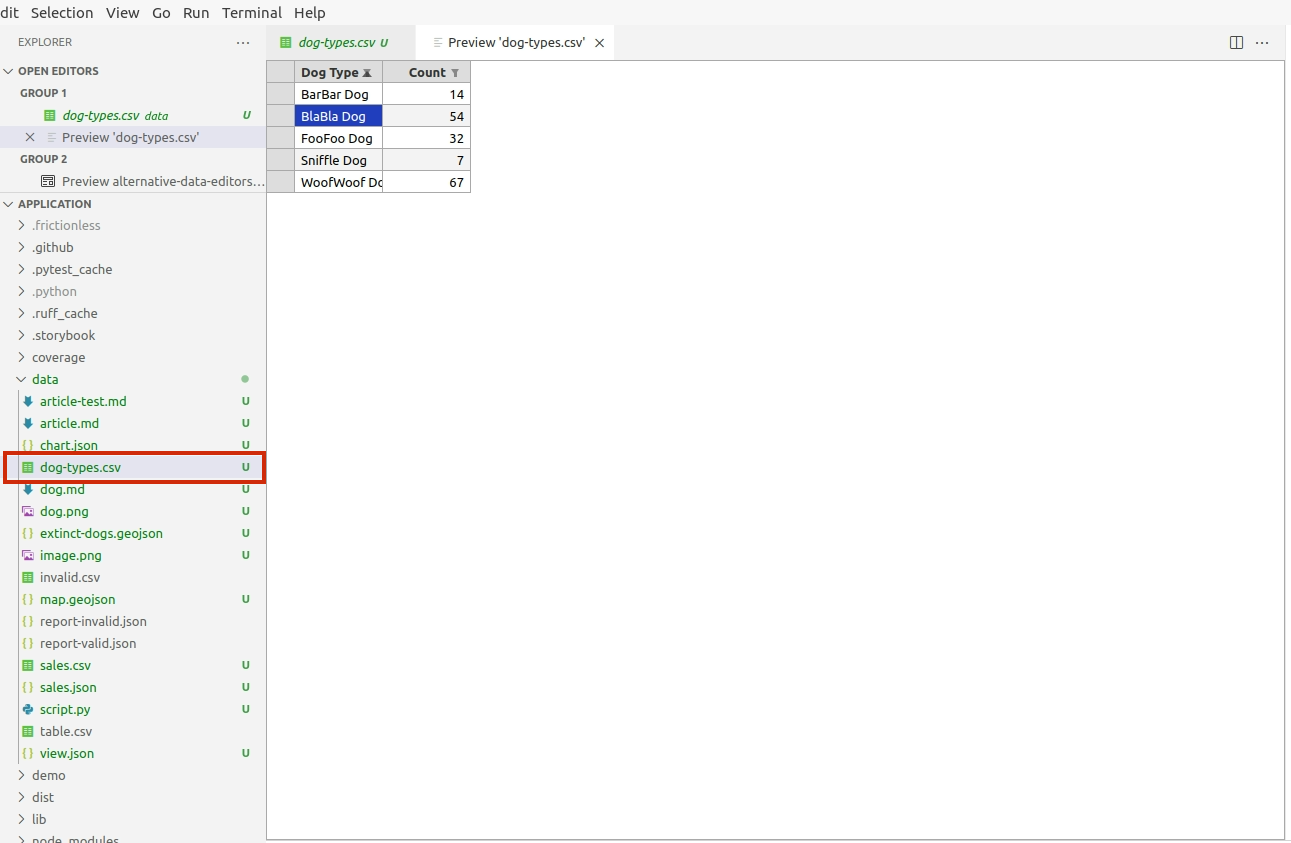 dit Selection View Go Run Terminal Help
EXPLORER
OPEN EDITORS
GROUP 1
dog-types.csv data U
Preview 'dog-types.csv'
GROUP 2
Preview alternative-data-editors...
APPLICATION
.frictionless
.github
.pytest_cache
.python
.ruff_cache
.storybook
coverage
data
article-test.md U
article.md U
chart.json U
dog-types.csv U
dog.md U
dog.png U
extinct-dogs.geojson U
image.png U
invalid.csv
map.geojson U
report-invalid.json
report-valid.json
sales.csv U
sales.json U
script.py U
table.csv
view.json U
demo
dist
lib
node_modules
dog-types.csv U
Preview 'dog-types.csv'
Dog Type Count
BarBar Dog 14
BlaBla Dog 54
FooFoo Dog 32
Sniffle Dog 7
WoofWoof Do 67